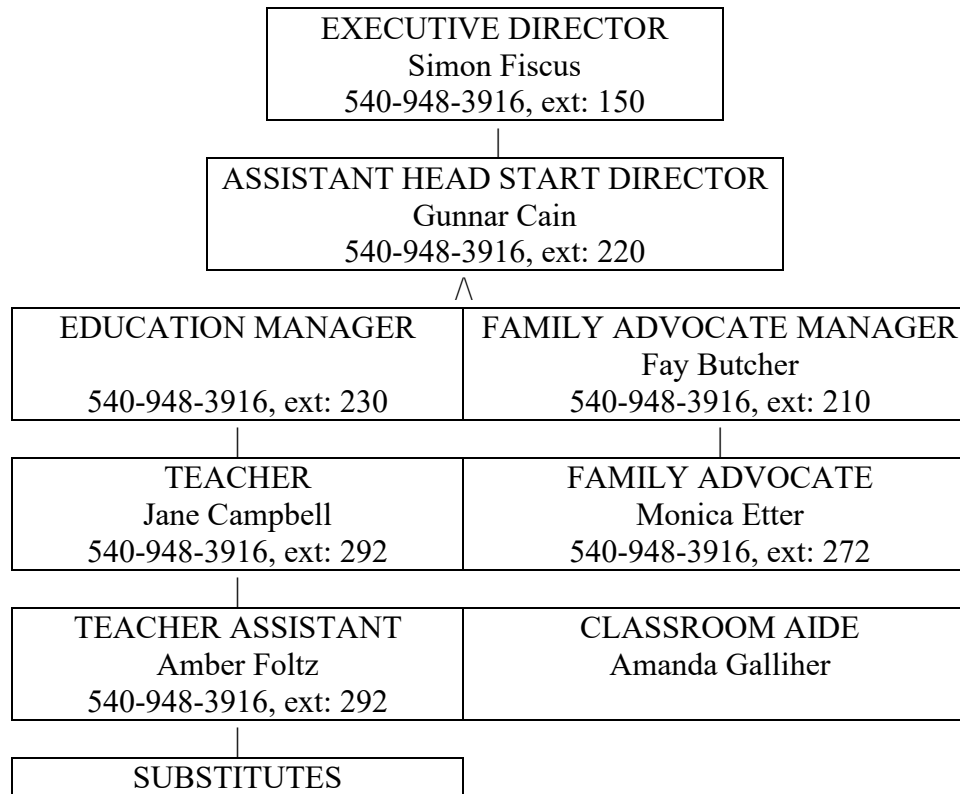 EXECUTIVE DIRECTOR
Simon Fiscus
540-948-3916, ext: 150
ASSISTANT HEAD START DIRECTOR
Gunnar Cain
540-948-3916, ext: 220
EDUCATION MANAGER
540-948-3916, ext: 230
FAMILY ADVOCATE MANAGER
Fay Butcher
540-948-3916, ext: 210
TEACHER
Jane Campbell
540-948-3916, ext: 292
FAMILY ADVOCATE
Monica Etter
540-948-3916, ext: 272
TEACHER ASSISTANT
Amber Foltz
540-948-3916, ext: 292
CLASSROOM AIDE
Amanda Galliher
SUBSTITUTES